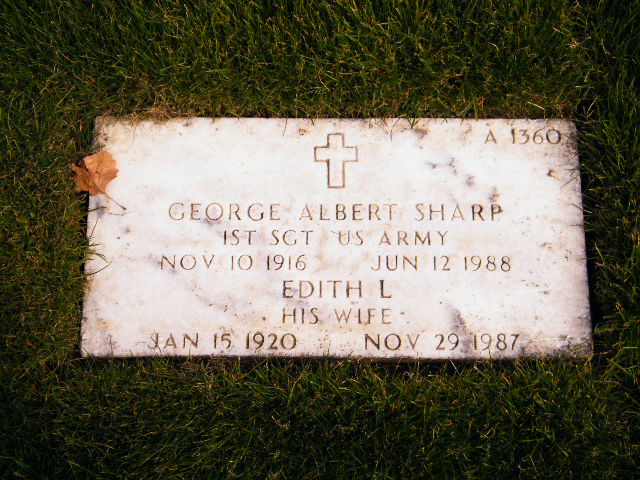 A 1360
GEORGE ALBERT SHARP
1ST SGT US ARMY
NOV 10 1916 JUN 12 1988
EDITH L
HIS WIFE
JAN 15 1920 NOV 29 1987